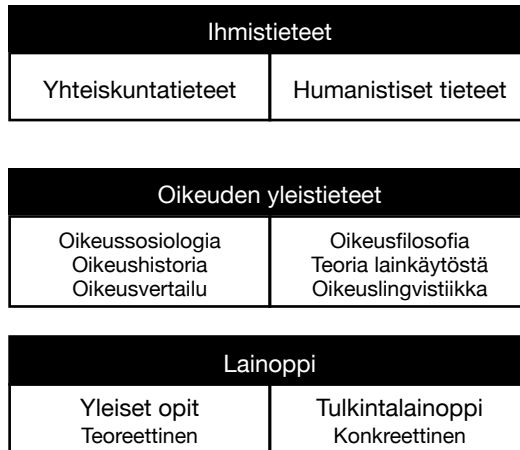 Ihmistieteet
Yhteiskuntatieteet
Humanistiset tieteet
Oikeuden yleistieteet
Oikeussosiologia
Oikeushistoria
Oikeusvertailu
Oikeusfilosofia
Teoria lainkäytöstä
Oikeuslingvistiikka
Lainoppi
Yleiset opit
Teoreettinen
Tulkintalainoppi
Konkreettinen